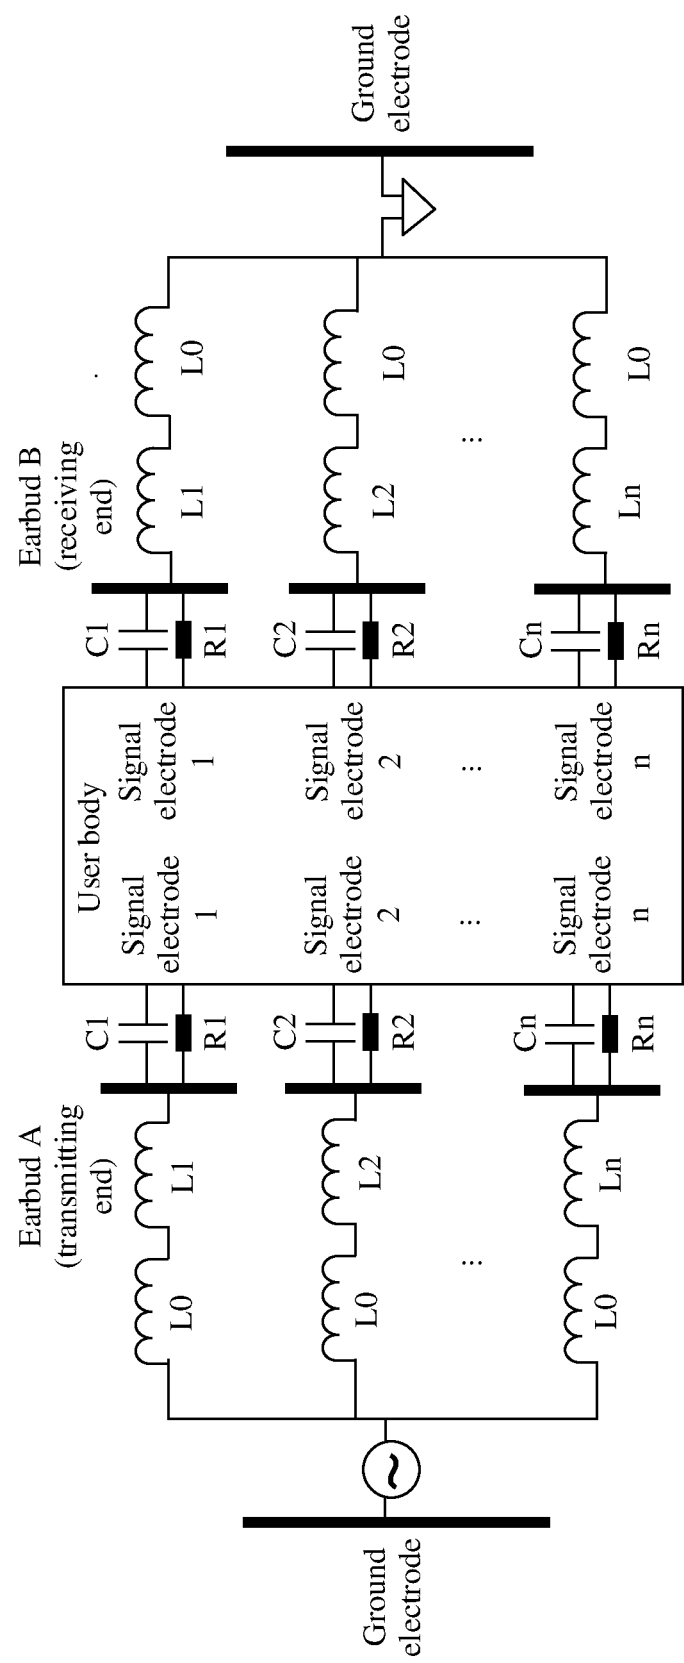 Earbud A
(transmitting
end)
Earbud B
(receiving
end)
User body
Ground
electrode
L0
L1
C1
R1
Signal
electrode
1
Signal
electrode
1
C1
R1
L1
L0
Ground
electrode
L0
L2
C2
R2
Signal
electrode
2
Signal
electrode
2
C2
R2
L2
L0
...
...
...
...
L0
Ln
Cn
Rn
Signal
electrode
n
Signal
electrode
n
Cn
Rn
Ln
L0